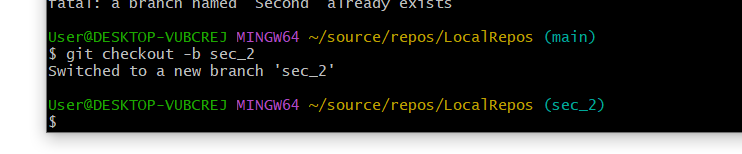 fatal: a branch named 'Second' already exists
User@DESKTOP-VUBCREJ MINGW64 ~/source/repos/LocalRepos (main)
$ git checkout -b sec_2
Switched to a new branch 'sec_2'
User@DESKTOP-VUBCREJ MINGW64 ~/source/repos/LocalRepos (sec_2)
$